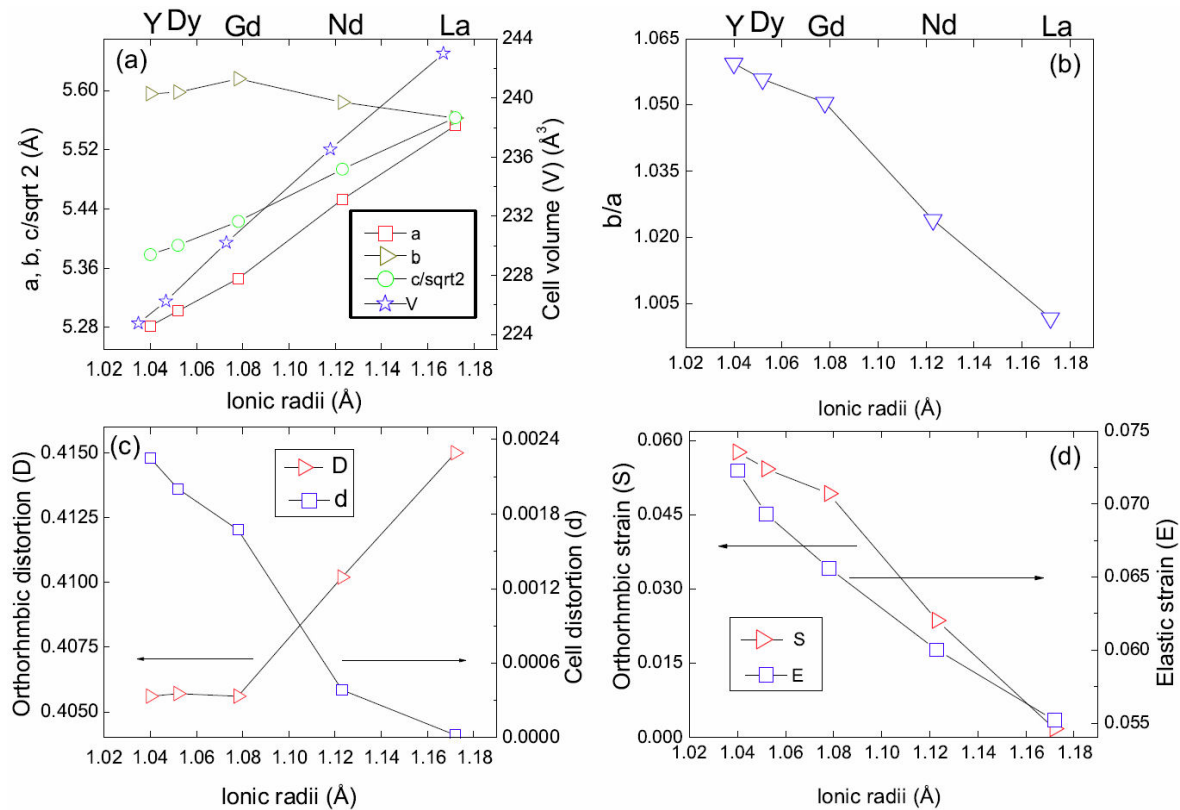 Y Dy Gd Nd La
(a)
5.60
5.52
5.44
5.36
5.28
a, b, c/sqrt 2 (Å)
244
240
236
232
228
224
Cell volume (V) (Å³)
a
b
c/sqrt2
V
1.02 1.04 1.06 1.08 1.10 1.12 1.14 1.16 1.18
Ionic radii (Å)
Y Dy Gd Nd La
(b)
1.065
1.050
1.035
1.020
1.005
b/a
1.02 1.04 1.06 1.08 1.10 1.12 1.14 1.16 1.18
Ionic radii (Å)
(c)
0.4150
0.4125
0.4100
0.4075
0.4050
Orthorhmbic distortion (D)
D
d
0.0024
0.0018
0.0012
0.0006
0.0000
Cell distortion (d)
1.02 1.04 1.06 1.08 1.10 1.12 1.14 1.16 1.18
Ionic radii (Å)
(d)
0.060
0.045
0.030
0.015
0.000
Orthorhmbic strain (S)
S
E
0.075
0.070
0.065
0.060
0.055
Elastic strain (E)
1.02 1.04 1.06 1.08 1.10 1.12 1.14 1.16 1.18
Ionic radii (Å)